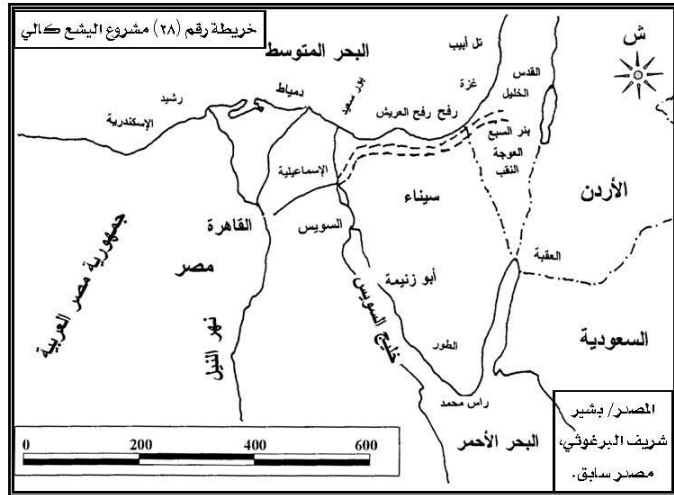 خريطة رقم (٢٨) مشروع اليشع كالي
البحر المتوسط
ش
تل أبيب
القدس
غزة
الخليل
بور سعيد
دمياط
رشيد
رفح رفح العريش
الإسكندرية
بئر السبع
العوجة
النقب
الإسماعيلية
الأردن
سيناء
القاهرة
السويس
العقبة
مصر
جمهورية مصر العربية
أبو زنيمة
خليج السويس
السعودية
نهر النيل
الطور
راس محمد
البحر الأحمر
0 200 400 600
المصدر/ بشير
شريف البرغوثي،
مصدر سابق.